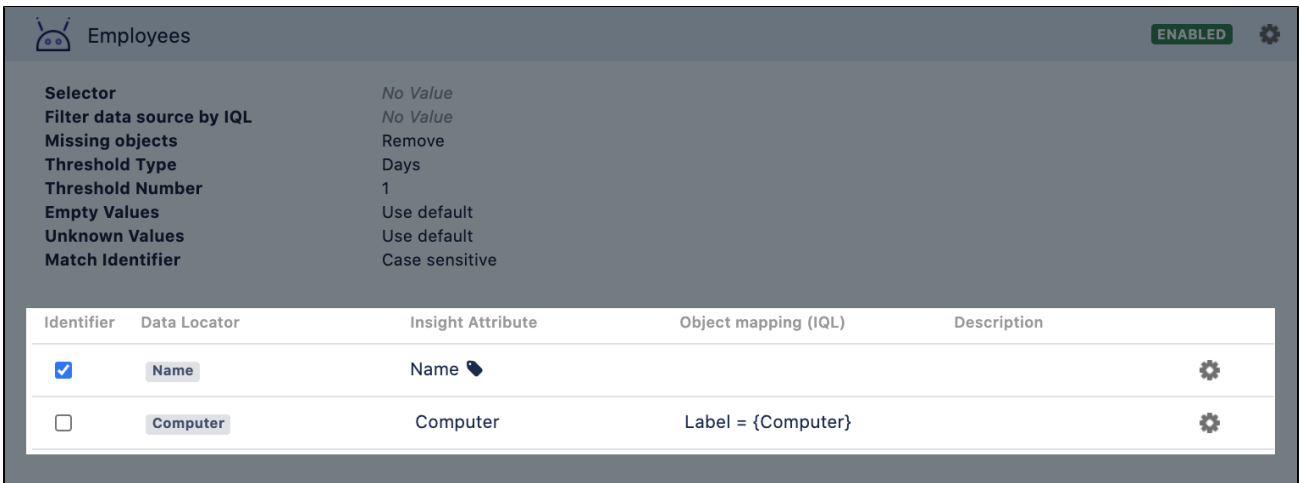 Employees ENABLED
Selector No Value
Filter data source by IQL No Value
Missing objects Remove
Threshold Type Days
Threshold Number 1
Empty Values Use default
Unknown Values Use default
Match Identifier Case sensitive
Identifier Data Locator Insight Attribute Object mapping (IQL) Description
Name Name
Computer Computer Label = {Computer}